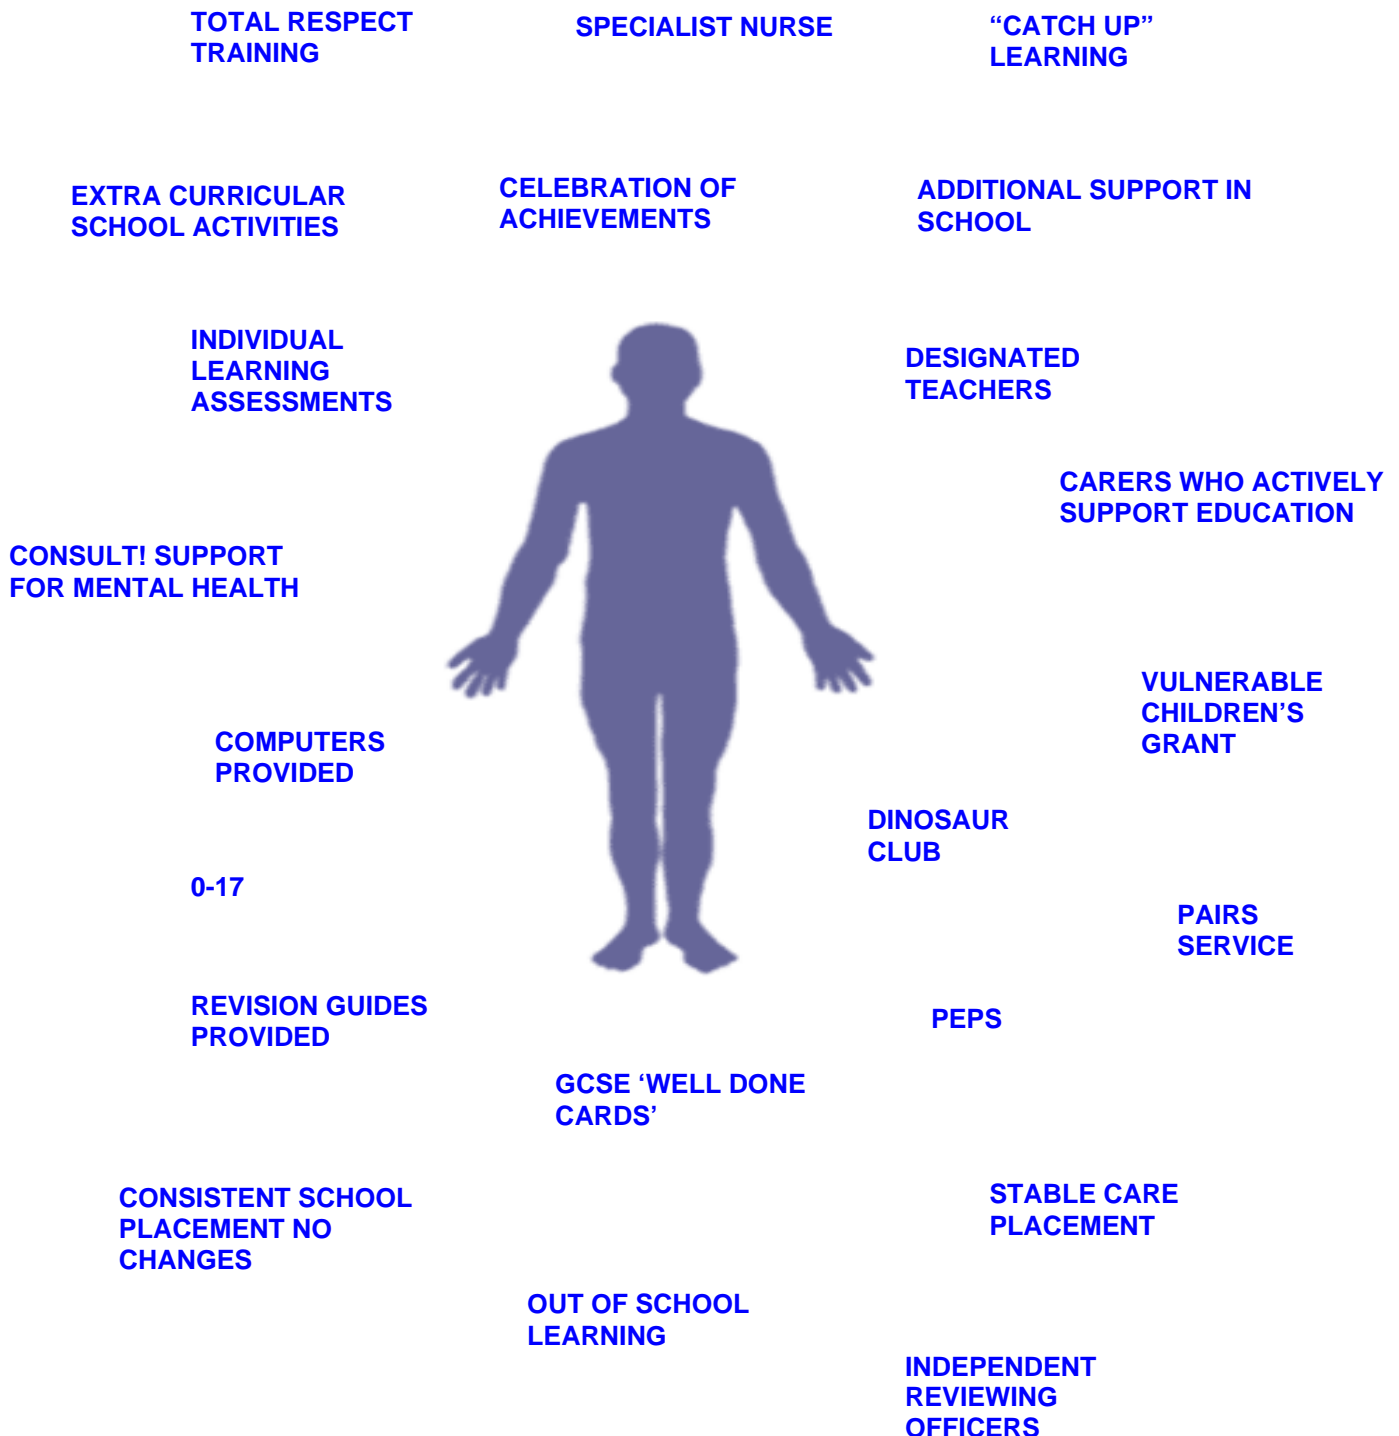 TOTAL RESPECT
TRAINING
SPECIALIST NURSE
“CATCH UP”
LEARNING
EXTRA CURRICULAR
SCHOOL ACTIVITIES
CELEBRATION OF
ACHIEVEMENTS
ADDITIONAL SUPPORT IN
SCHOOL
INDIVIDUAL
LEARNING
ASSESSMENTS
DESIGNATED
TEACHERS
CARERS WHO ACTIVELY
SUPPORT EDUCATION
CONSULT! SUPPORT
FOR MENTAL HEALTH
VULNERABLE
CHILDREN’S
GRANT
COMPUTERS
PROVIDED
DINOSAUR
CLUB
0-17
PAIRS
SERVICE
REVISION GUIDES
PROVIDED
PEPS
GCSE ‘WELL DONE
CARDS’
CONSISTENT SCHOOL
PLACEMENT NO
CHANGES
STABLE CARE
PLACEMENT
OUT OF SCHOOL
LEARNING
INDEPENDENT
REVIEWING
OFFICERS